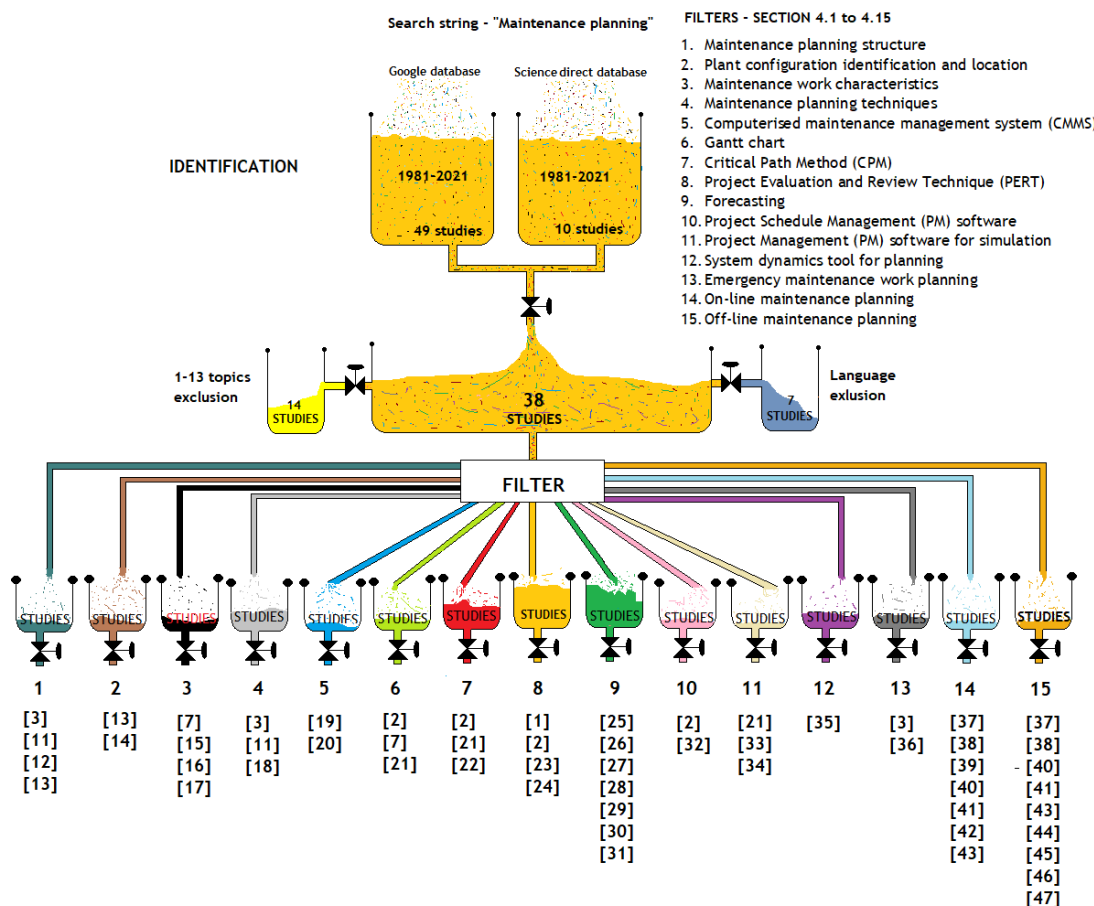 Search string - "Maintenance planning"
Google database
Science direct database
IDENTIFICATION
1981-2021
49 studies
1981-2021
10 studies
FILTERS - SECTION 4.1 to 4.15
1. Maintenance planning structure
2. Plant configuration identification and location
3. Maintenance work characteristics
4. Maintenance planning techniques
5. Computerised maintenance management system (CMMS)
6. Gantt chart
7. Critical Path Method (CPM)
8. Project Evaluation and Review Technique (PERT)
9. Forecasting
10. Project Schedule Management (PM) software
11. Project Management (PM) software for simulation
12. System dynamics tool for planning
13. Emergency maintenance work planning
14. On-line maintenance planning
15. Off-line maintenance planning
1-13 topics
exclusion
14
STUDIES
38
STUDIES
7
STUDIES
Language
exlusion
FILTER
STUDIES STUDIES STUDIES STUDIES STUDIES STUDIES STUDIES STUDIES STUDIES STUDIES STUDIES STUDIES STUDIES STUDIES STUDIES
1 2 3 4 5 6 7 8 9 10 11 12 13 14 15
[3]
[11]
[12]
[13]
[13]
[14]
[7]
[15]
[16]
[17]
[3]
[11]
[18]
[19]
[20]
[2]
[7]
[21]
[2]
[21]
[22]
[1]
[2]
[23]
[24]
[25]
[26]
[27]
[28]
[29]
[30]
[31]
[2]
[32]
[21]
[33]
[34]
[35]
[3]
[36]
[37]
[38]
[39]
[40]
[41]
[42]
[43]
[37]
[38]
- [40]
[41]
[43]
[44]
[45]
[46]
[47]